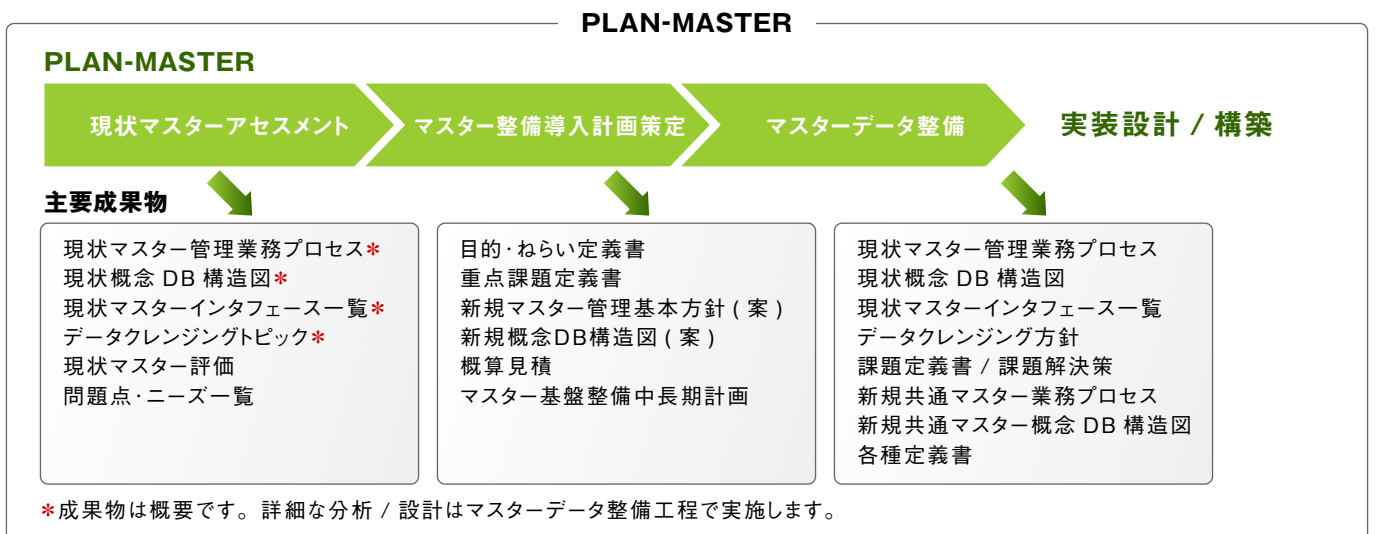 PLAN-MASTER
PLAN-MASTER
現状マスターアセスメント
マスター整備導入計画策定
マスターデータ整備
実装設計 / 構築
主要成果物
現状マスター管理業務プロセス*
現状概念 DB 構造図*
現状マスターインタフェース一覧*
データクレンジングトピック*
現状マスター評価
問題点・ニーズ一覧
目的・ねらい定義書
重点課題定義書
新規マスター管理基本方針 ( 案 )
新規概念DB構造図 ( 案 )
概算見積
マスター基盤整備中長期計画
現状マスター管理業務プロセス
現状概念 DB 構造図
現状マスターインタフェース一覧
データクレンジング方針
課題定義書 / 課題解決策
新規共通マスター業務プロセス
新規共通マスター概念 DB 構造図
各種定義書
*成果物は概要です。詳細な分析 / 設計はマスターデータ整備工程で実施します。